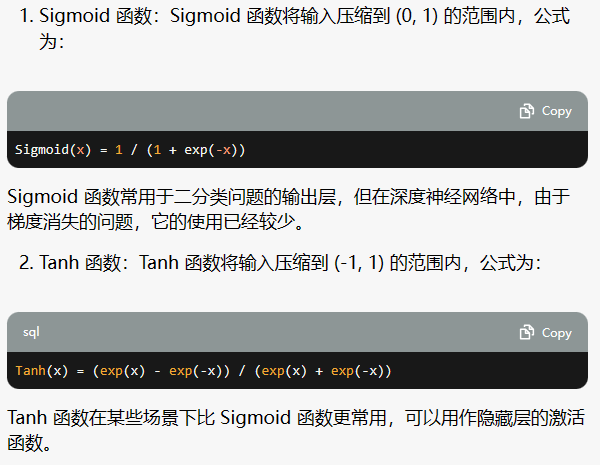 1. Sigmoid 函数：Sigmoid 函数将输入压缩到 (0, 1) 的范围内，公式
为：
Copy
Sigmoid(x) = 1 / (1 + exp(-x))
Sigmoid 函数常用于二分类问题的输出层，但在深度神经网络中，由于
梯度消失的问题，它的使用已经较少。
2. Tanh 函数：Tanh 函数将输入压缩到 (-1, 1) 的范围内，公式为：
sql Copy
Tanh(x) = (exp(x) - exp(-x)) / (exp(x) + exp(-x))
Tanh 函数在某些场景下比 Sigmoid 函数更常用，可以用作隐藏层的激活
函数。